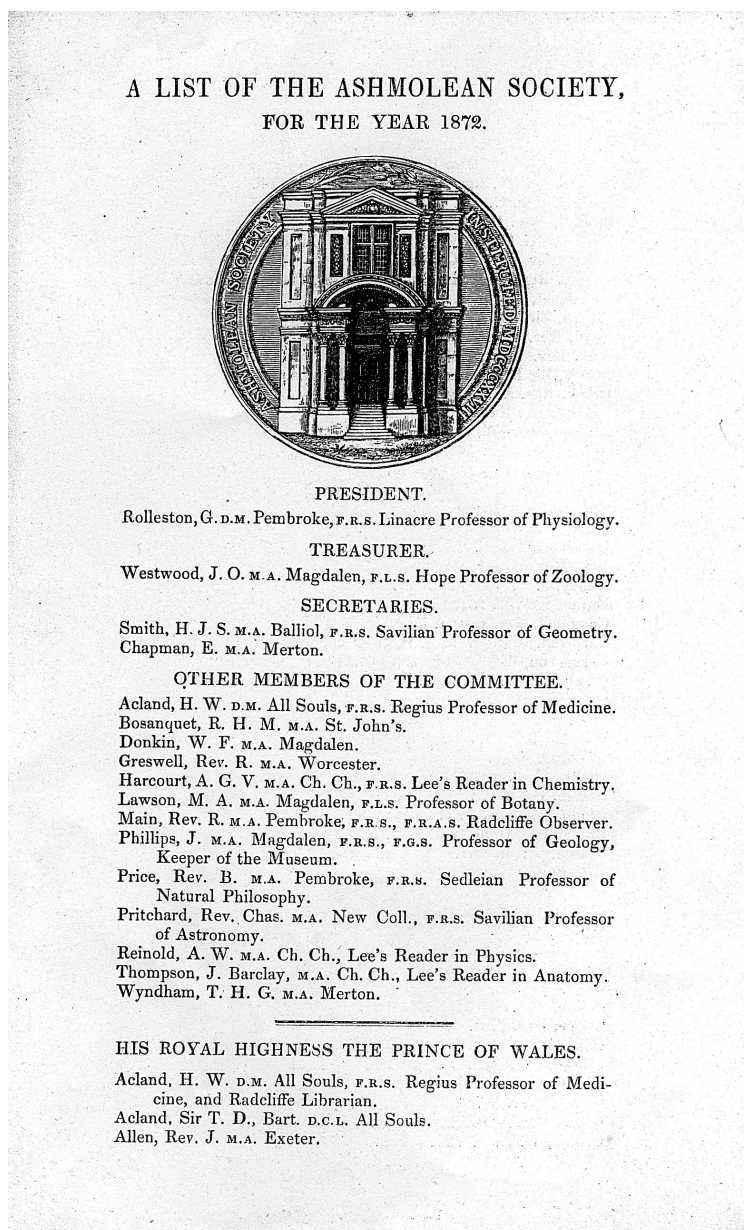 A LIST OF THE ASHMOLEAN SOCIETY,
FOR THE YEAR 1872.
ASHMOLEAN SOCIETY
INSTITUTED
PRESIDENT.
Rolleston, G. D.M. Pembroke, F.R.S. Linacre Professor of Physiology.
TREASURER.
Westwood, J. O. M.A. Magdalen, F.L.S. Hope Professor of Zoology.
SECRETARIES.
Smith, H. J. S. M.A. Balliol, F.R.S. Savilian Professor of Geometry.
Chapman, E. M.A. Merton.
OTHER MEMBERS OF THE COMMITTEE.
Acland, H. W. D.M. All Souls, F.R.S. Regius Professor of Medicine.
Bosanquet, R. H. M. M.A. St. John's.
Donkin, W. F. M.A. Magdalen.
Greswell, Rev. R. M.A. Worcester.
Harcourt, A. G. V. M.A. Ch. Ch., F.R.S. Lee's Reader in Chemistry.
Lawson, M. A. M.A. Magdalen, F.L.S. Professor of Botany.
Main, Rev. R. M.A. Pembroke, F.R.S., F.R.A.S. Radcliffe Observer.
Phillips, J. M.A. Magdalen, F.R.S., F.G.S. Professor of Geology,
Keeper of the Museum.
Price, Rev. B. M.A. Pembroke, F.R.S. Sedleian Professor of
Natural Philosophy.
Pritchard, Rev. Chas. M.A. New Coll., F.R.S. Savilian Professor
of Astronomy.
Reinold, A. W. M.A. Ch. Ch., Lee's Reader in Physics.
Thompson, J. Barclay, M.A. Ch. Ch., Lee's Reader in Anatomy.
Wyndham, T. H. G. M.A. Merton.
HIS ROYAL HIGHNESS THE PRINCE OF WALES.
Acland, H. W. D.M. All Souls, F.R.S. Regius Professor of Medi-
cine, and Radcliffe Librarian.
Acland, Sir T. D., Bart. D.C.L. All Souls.
Allen, Rev. J. M.A. Exeter.